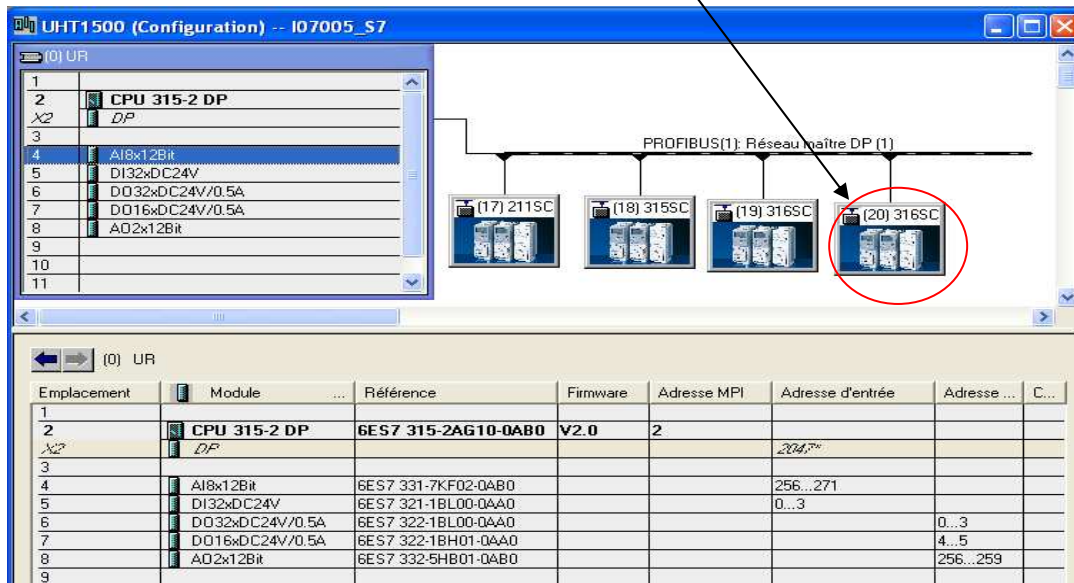 UHT1500 (Configuration) -- I07005_S7
(0) UR
1
2 CPU 315-2 DP
X2 DP
3
4 AI8x12Bit
5 DI32xDC24V
6 DO32xDC24V/0.5A
7 DO16xDC24V/0.5A
8 AO2x12Bit
9
10
11
PROFIBUS(1): Réseau maître DP (1)
(17) 211SC
(18) 315SC
(19) 316SC
(20) 316SC
(0) UR
Emplacement Module ... Référence Firmware Adresse MPI Adresse d'entrée Adresse ... C...
1
2 CPU 315-2 DP 6ES7 315-2AG10-0AB0 V2.0 2
X2 DP 2047*
3
4 AI8x12Bit 6ES7 331-7KF02-0AB0 256...271
5 DI32xDC24V 6ES7 321-1BL00-0AA0 0...3
6 DO32xDC24V/0.5A 6ES7 322-1BL00-0AA0 0...3
7 DO16xDC24V/0.5A 6ES7 322-1BH01-0AA0 4...5
8 AO2x12Bit 6ES7 332-5HB01-0AB0 256...259
9